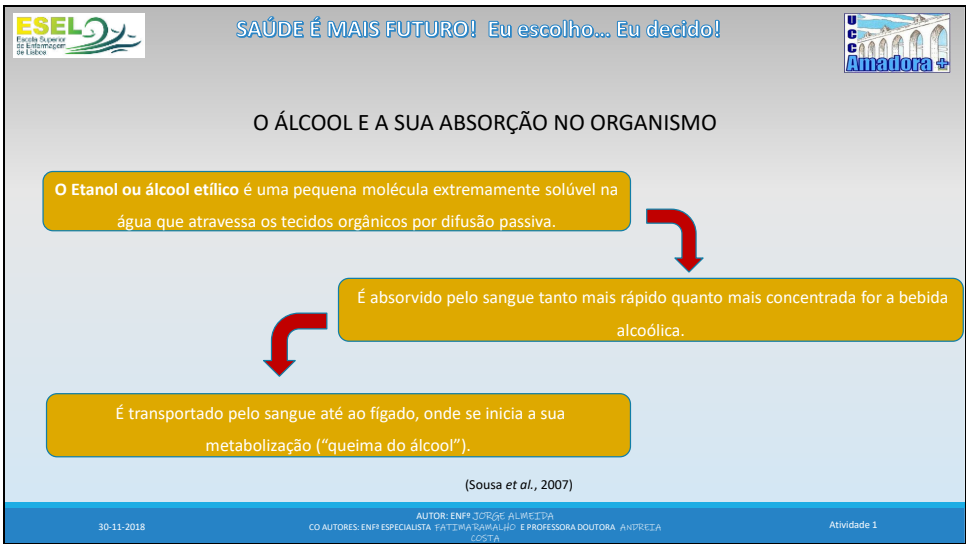 ESEL
Escola Superior
de Enfermagem
de Lisboa
SAÚDE É MAIS FUTURO! Eu escolho... Eu decido!
UCC
Amadora +
O ÁLCOOL E A SUA ABSORÇÃO NO ORGANISMO
O Etanol ou álcool etílico é uma pequena molécula extremamente solúvel na
água que atravessa os tecidos orgânicos por difusão passiva.
É absorvido pelo sangue tanto mais rápido quanto mais concentrada for a bebida
alcoólica.
É transportado pelo sangue até ao fígado, onde se inicia a sua
metabolização (“queima do álcool”).
(Sousa et al., 2007)
30-11-2018
AUTOR: ENFº JORGE ALMEIDA
CO AUTORES: ENFª ESPECIALISTA FATIMA RAMALHO E PROFESSORA DOUTORA ANDREIA
COSTA
Atividade 1